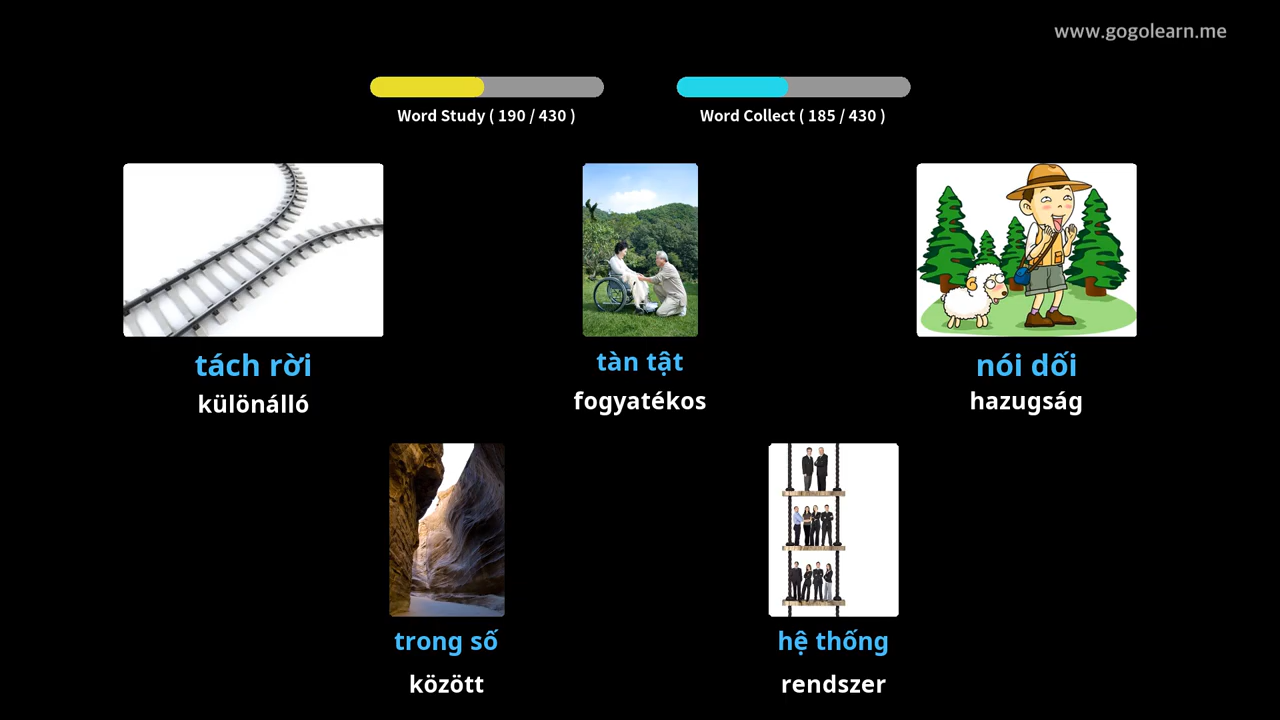 www.gogolearn.me
Word Study ( 190 / 430 )
Word Collect ( 185 / 430 )
tách rời
különálló
tàn tật
fogyatékos
nói dối
hazugság
trong số
között
hệ thống
rendszer